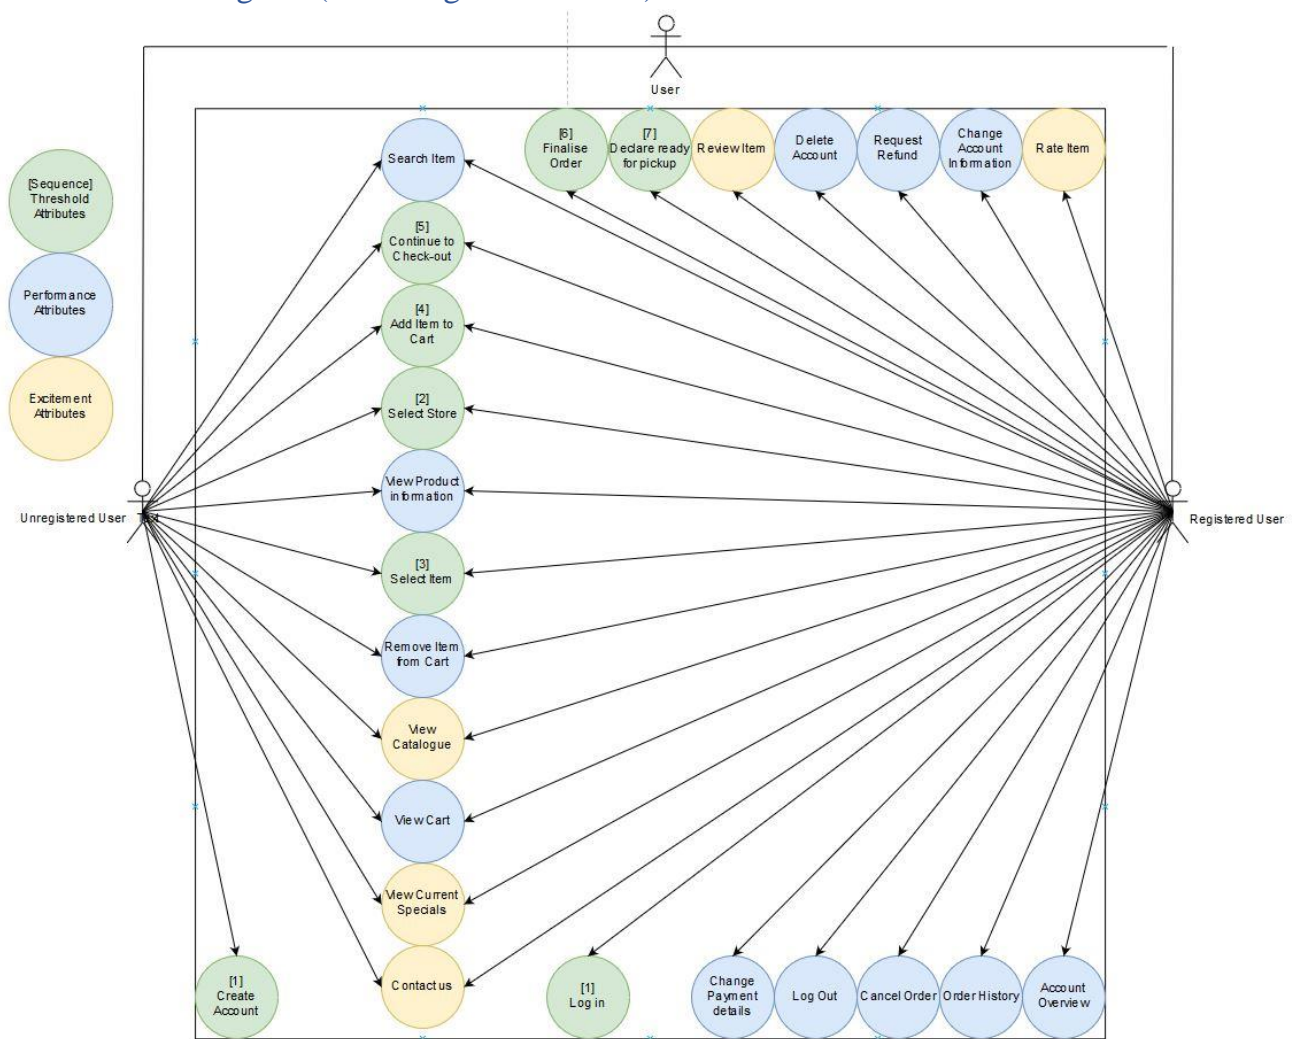 User
[Sequence]
Threshold
Attributes
Performance
Attributes
Excitement
Attributes
Search Item
[5]
Continue to
Check-out
[4]
Add Item to
Cart
[2]
Select Store
View Product
information
[3]
Select Item
Remove Item
from Cart
View
Catalogue
View Cart
View Current
Specials
Contact us
[6]
Finalise
Order
[7]
Declare ready
for pickup
Review Item
Delete
Account
Request
Refund
Change
Account
Information
Rate Item
Unregistered User
Text
Registered User
[1]
Create
Account
[1]
Log in
Change
Payment
details
Log Out
Cancel Order
Order History
Account
Overview